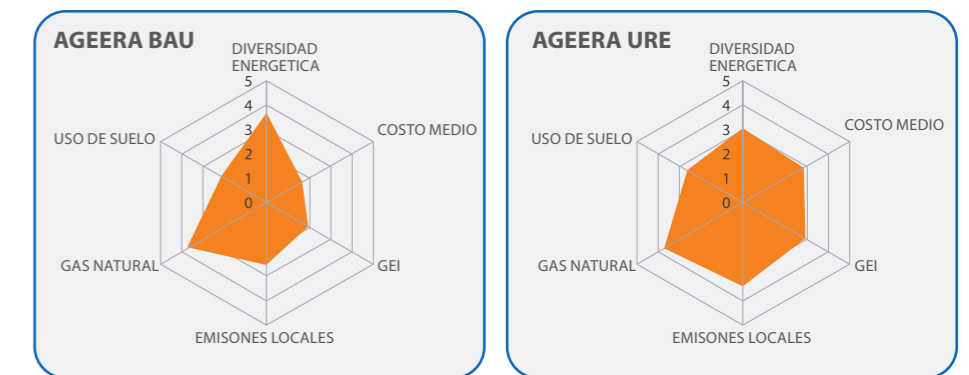 AGEERA BAU
DIVERSIDAD
ENERGETICA
5
4
3
2
1
0
COSTO MEDIO
USO DE SUELO
GAS NATURAL
GEI
EMISONES LOCALES
AGEERA URE
DIVERSIDAD
ENERGETICA
5
4
3
2
1
0
COSTO MEDIO
USO DE SUELO
GAS NATURAL
GEI
EMISONES LOCALES